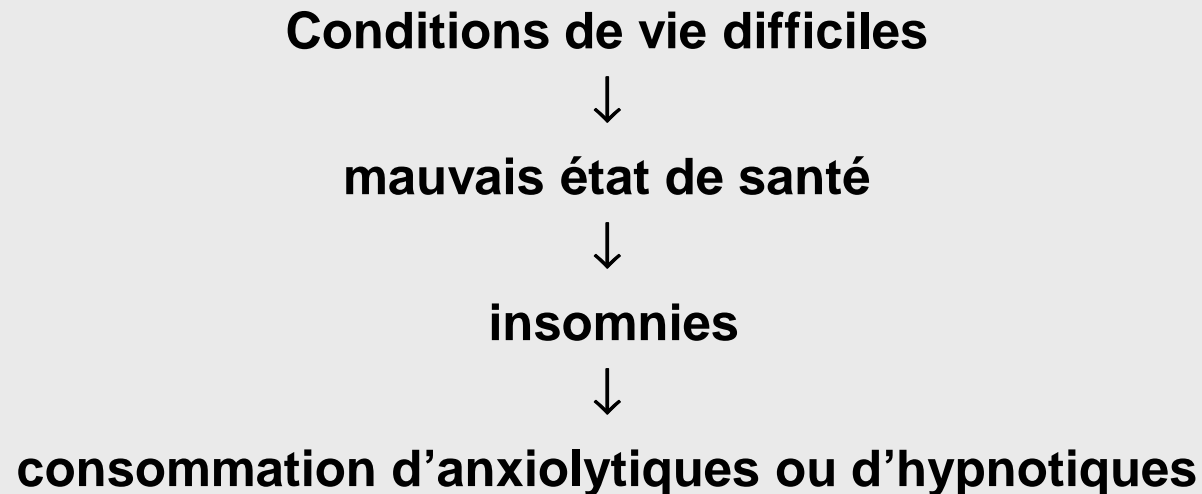 Conditions de vie difficiles
↓
mauvais état de santé
↓
insomnies
↓
consommation d’anxiolytiques ou d’hypnotiques